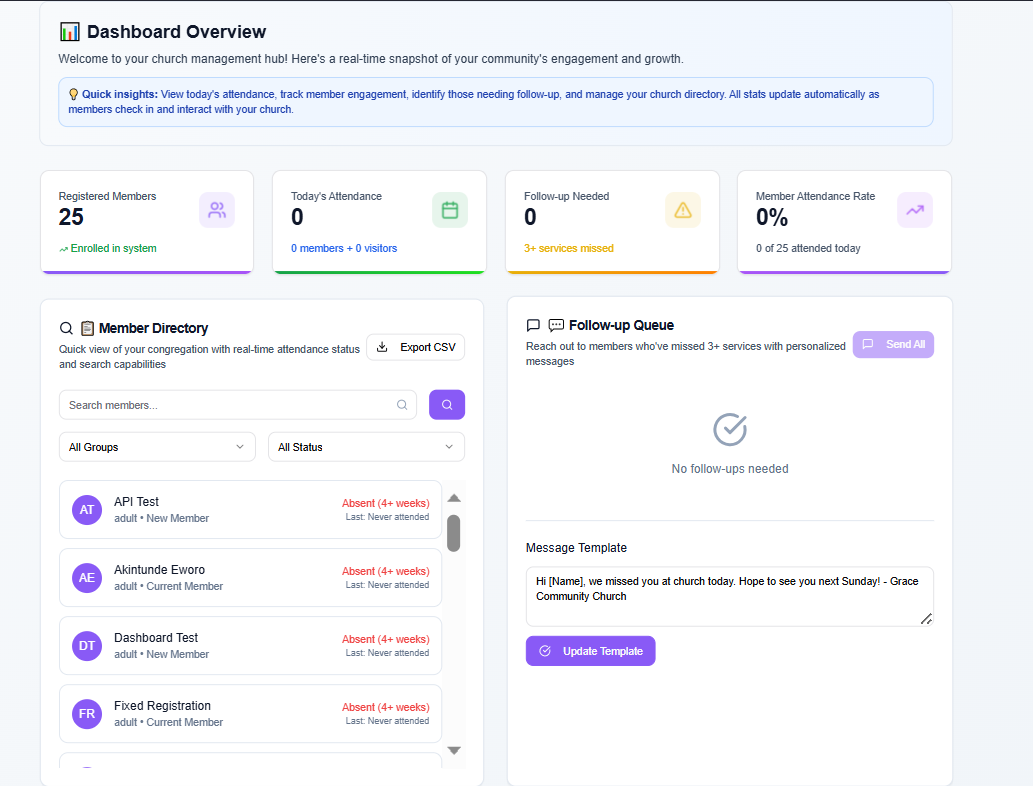 Dashboard Overview
Welcome to your church management hub! Here's a real-time snapshot of your community's engagement and growth.
Quick insights: View today's attendance, track member engagement, identify those needing follow-up, and manage your church directory. All stats update automatically as
members check in and interact with your church.
Registered Members
25
Enrolled in system
Today's Attendance
0
0 members + 0 visitors
Follow-up Needed
0
3+ services missed
Member Attendance Rate
0%
0 of 25 attended today
Member Directory
Quick view of your congregation with real-time attendance status
and search capabilities
Export CSV
Search members...
All Groups
All Status
AT
API Test
adult • New Member
Absent (4+ weeks)
Last: Never attended
AE
Akintunde Eworo
adult • Current Member
Absent (4+ weeks)
Last: Never attended
DT
Dashboard Test
adult • New Member
Absent (4+ weeks)
Last: Never attended
FR
Fixed Registration
adult • Current Member
Absent (4+ weeks)
Last: Never attended
Follow-up Queue
Reach out to members who've missed 3+ services with personalized
messages
Send All
No follow-ups needed
Message Template
Hi [Name], we missed you at church today. Hope to see you next Sunday! - Grace
Community Church
Update Template